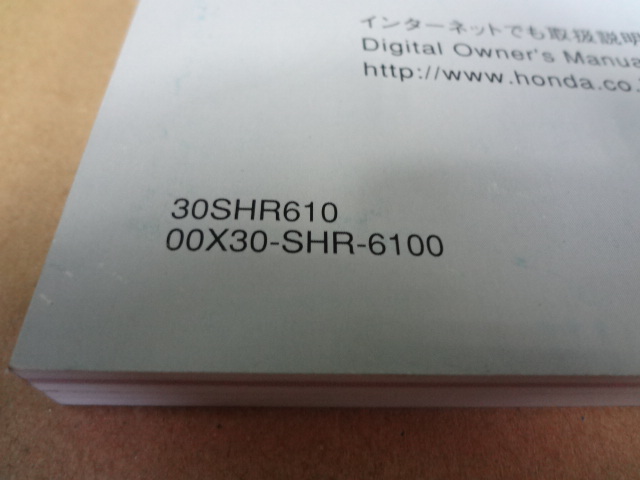 インターネットでも取扱説明
Digital Owner's Manua
http://www.honda.co.
30SHR610
00X30-SHR-6100